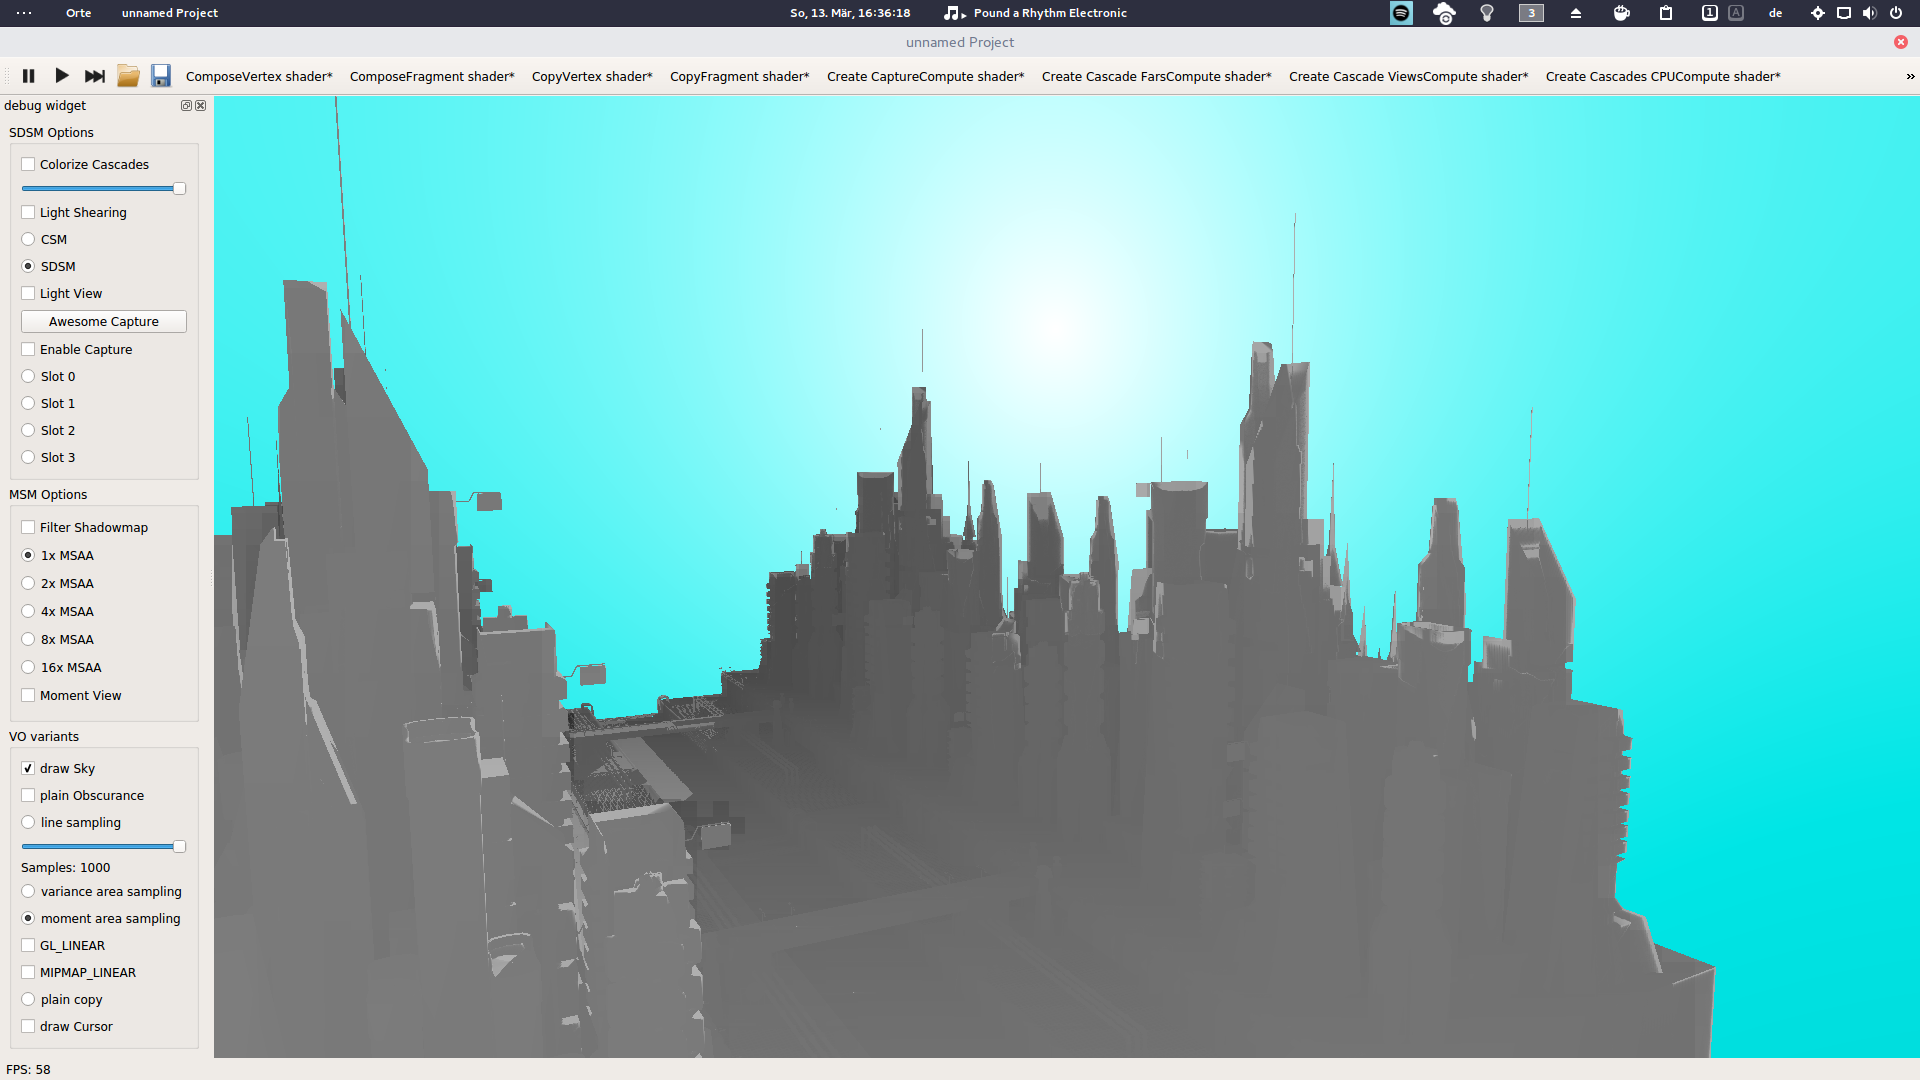 Orte unnamed Project So, 13. Mär, 16:36:18 Pound a Rhythm Electronic 3 1 A de
unnamed Project
ComposeVertex shader* ComposeFragment shader* CopyVertex shader* CopyFragment shader* Create CaptureCompute shader* Create Cascade FarsCompute shader* Create Cascade ViewsCompute shader* Create Cascades CPUCompute shader* »
debug widget
SDSM Options
Colorize Cascades
Light Shearing
CSM
SDSM
Light View
Awesome Capture
Enable Capture
Slot 0
Slot 1
Slot 2
Slot 3
MSM Options
Filter Shadowmap
1x MSAA
2x MSAA
4x MSAA
8x MSAA
16x MSAA
Moment View
VO variants
draw Sky
plain Obscurance
line sampling
Samples: 1000
variance area sampling
moment area sampling
GL_LINEAR
MIPMAP_LINEAR
plain copy
draw Cursor
FPS: 58